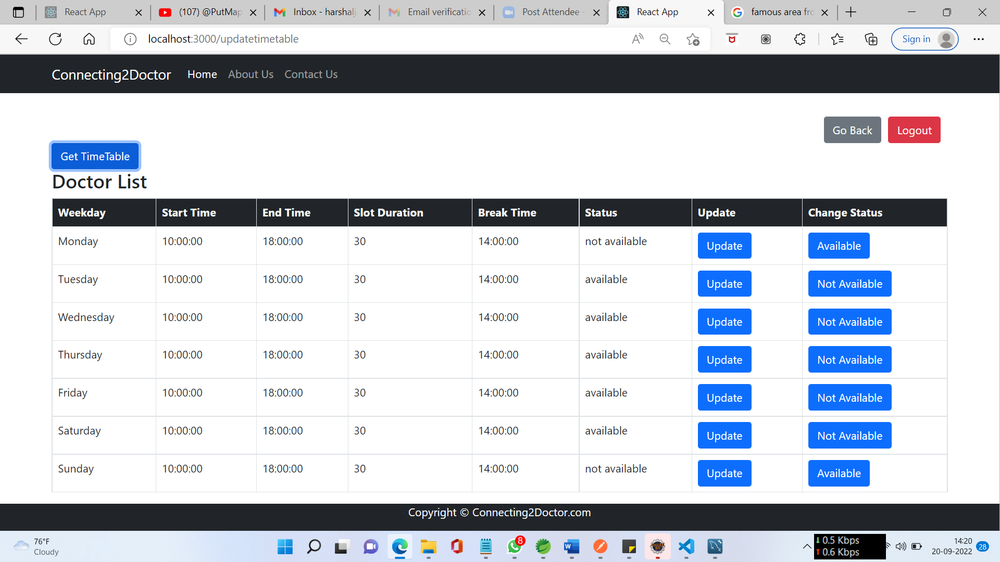 React App
(107) @PutMap
Inbox - harshalj
Email verificatio
Post Attendee -
React App
famous area fro
localhost:3000/updatetimetable
Sign in
Connecting2Doctor Home About Us Contact Us
Go Back Logout
Get TimeTable
Doctor List
Weekday Start Time End Time Slot Duration Break Time Status Update Change Status
Monday 10:00:00 18:00:00 30 14:00:00 not available Update Available
Tuesday 10:00:00 18:00:00 30 14:00:00 available Update Not Available
Wednesday 10:00:00 18:00:00 30 14:00:00 available Update Not Available
Thursday 10:00:00 18:00:00 30 14:00:00 available Update Not Available
Friday 10:00:00 18:00:00 30 14:00:00 available Update Not Available
Saturday 10:00:00 18:00:00 30 14:00:00 available Update Not Available
Sunday 10:00:00 18:00:00 30 14:00:00 not available Update Available
Copyright © Connecting2Doctor.com
76°F
Cloudy
8
↓ 0.5 Kbps
↑ 0.6 Kbps
14:20
20-09-2022
28